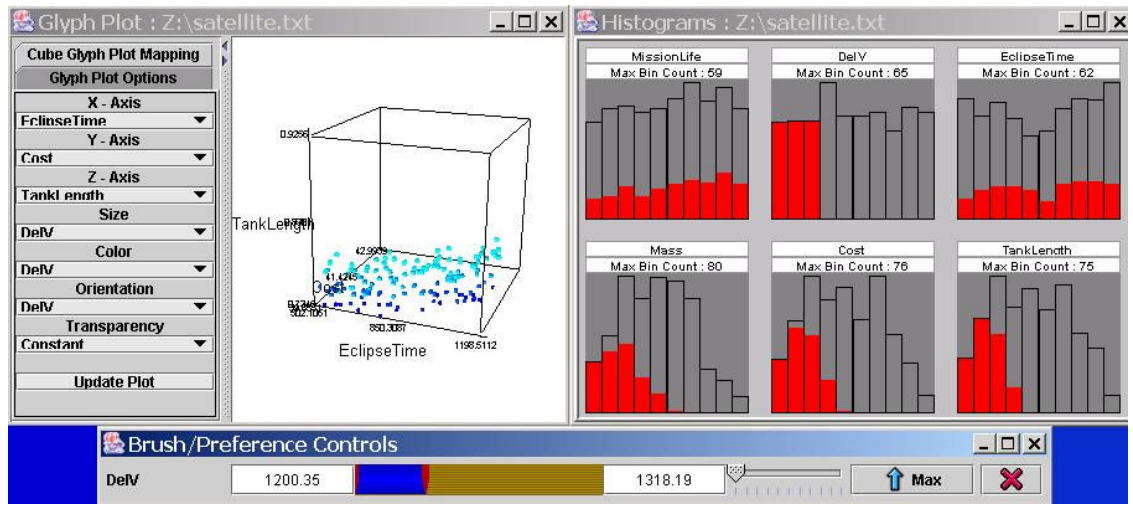 Glyph Plot : Z:\satellite.txt
Cube Glyph Plot Mapping
Glyph Plot Options
X - Axis
EclipseTime
Y - Axis
Cost
Z - Axis
TankLength
Size
DelV
Color
DelV
Orientation
DelV
Transparency
Constant
Update Plot
0.9256
TankLength
42.9939
41.4245
Cost
302.1061
850.3087
1198.5112
EclipseTime
Histograms : Z:\satellite.txt
MissionLife
Max Bin Count : 59
DelV
Max Bin Count : 65
EclipseTime
Max Bin Count : 62
Mass
Max Bin Count : 80
Cost
Max Bin Count : 76
TankLength
Max Bin Count : 75
Brush/Preference Controls
DelV
1200.35
1318.19
Max